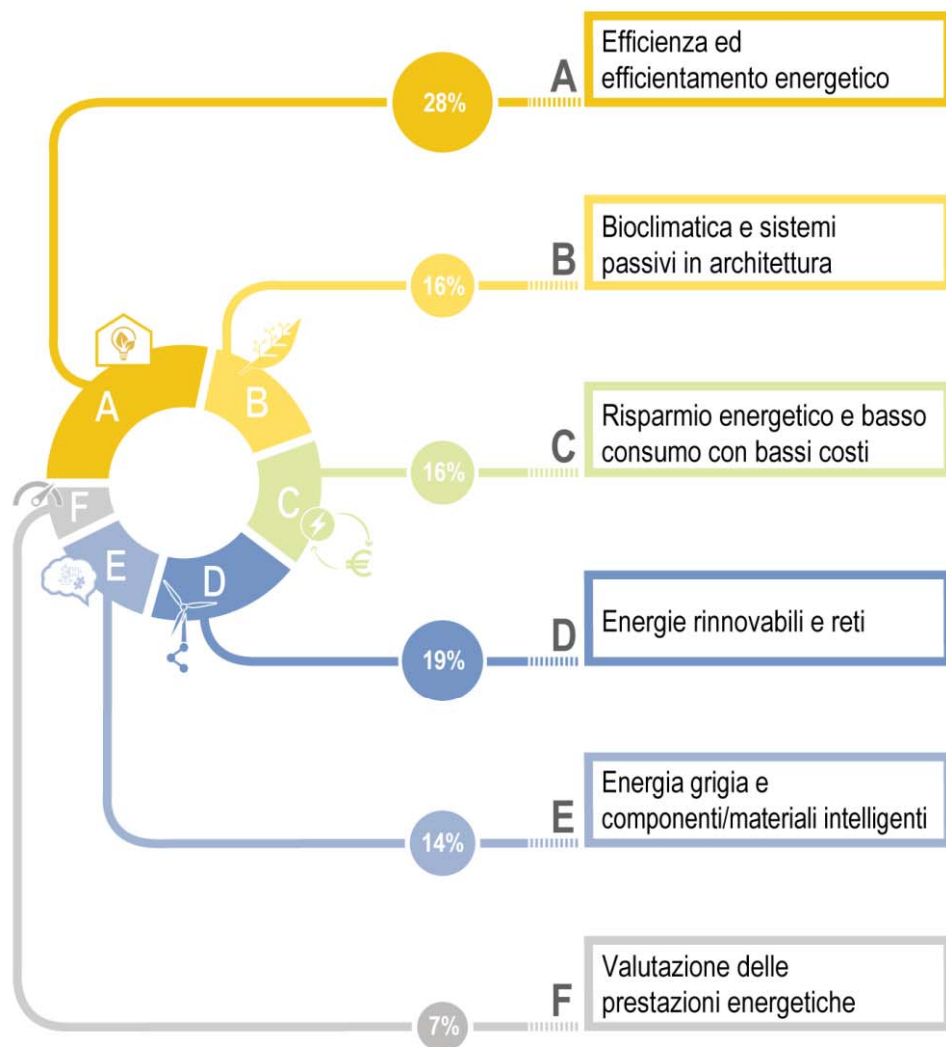 Efficienza ed
efficientamento energetico
A
28%
Bioclimatica e sistemi
passivi in architettura
B
16%
A
B
Risparmio energetico e basso
consumo con bassi costi
C
16%
C
F
E
D
€
Energie rinnovabili e reti
D
19%
Energia grigia e
componenti/materiali intelligenti
E
14%
Valutazione delle
prestazioni energetiche
F
7%